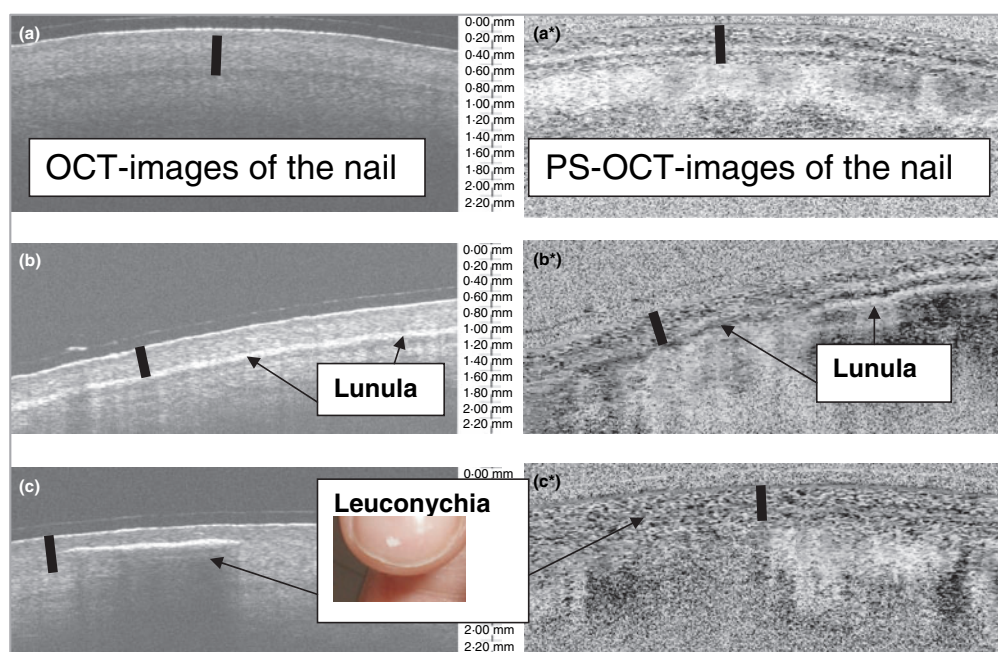 (a)
0·00 mm
0·20 mm
0·40 mm
0·60 mm
0·80 mm
1·00 mm
1·20 mm
1·40 mm
1·60 mm
1·80 mm
2·00 mm
2·20 mm
OCT-images of the nail
(a*)
PS-OCT-images of the nail
(b)
0·00 mm
0·20 mm
0·40 mm
0·60 mm
0·80 mm
1·00 mm
1·20 mm
1·40 mm
1·60 mm
1·80 mm
2·00 mm
2·20 mm
Lunula
(b*)
Lunula
(c)
0·00 mm
Leuconychia
2·00 mm
2·20 mm
(c*)